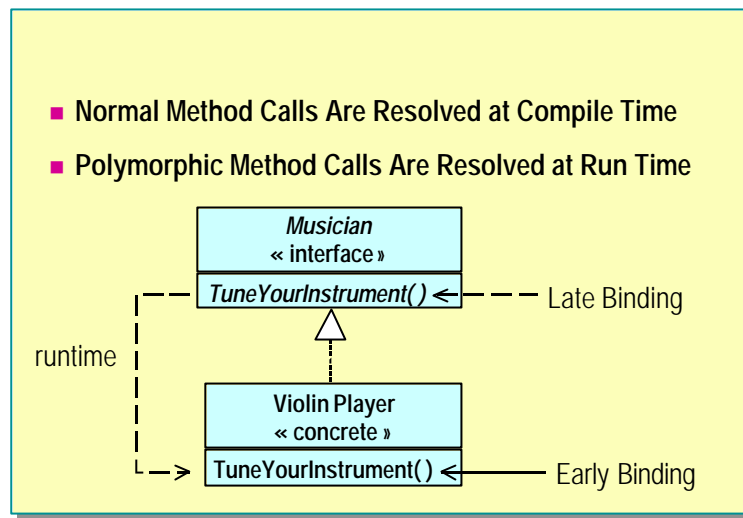 Normal Method Calls Are Resolved at Compile Time
Polymorphic Method Calls Are Resolved at Run Time
Musician
« interface »
TuneYourInstrument()
Late Binding
runtime
Violin Player
« concrete »
TuneYourInstrument()
Early Binding